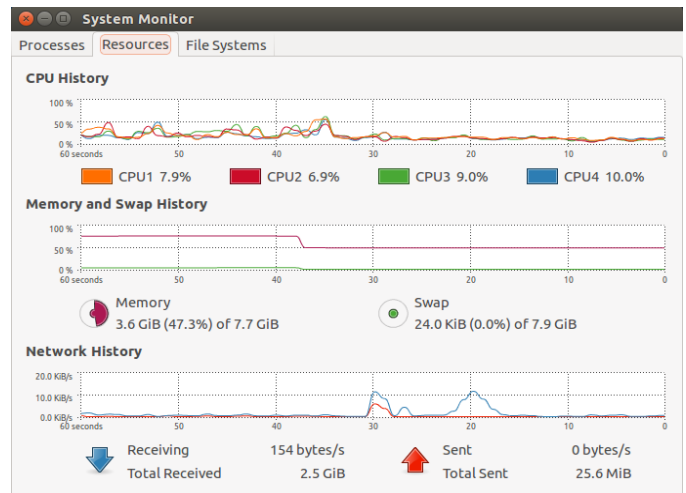 System Monitor
Processes Resources File Systems
CPU History
100 %
50 %
0 %
60 seconds 50 40 30 20 10 0
CPU1 7.9% CPU2 6.9% CPU3 9.0% CPU4 10.0%
Memory and Swap History
100 %
50 %
0 %
60 seconds 50 40 30 20 10 0
Memory Swap
3.6 GiB (47.3%) of 7.7 GiB 24.0 KiB (0.0%) of 7.9 GiB
Network History
20.0 KiB/s
10.0 KiB/s
0.0 KiB/s
60 seconds 50 40 30 20 10 0
Receiving 154 bytes/s Sent 0 bytes/s
Total Received 2.5 GiB Total Sent 25.6 MiB